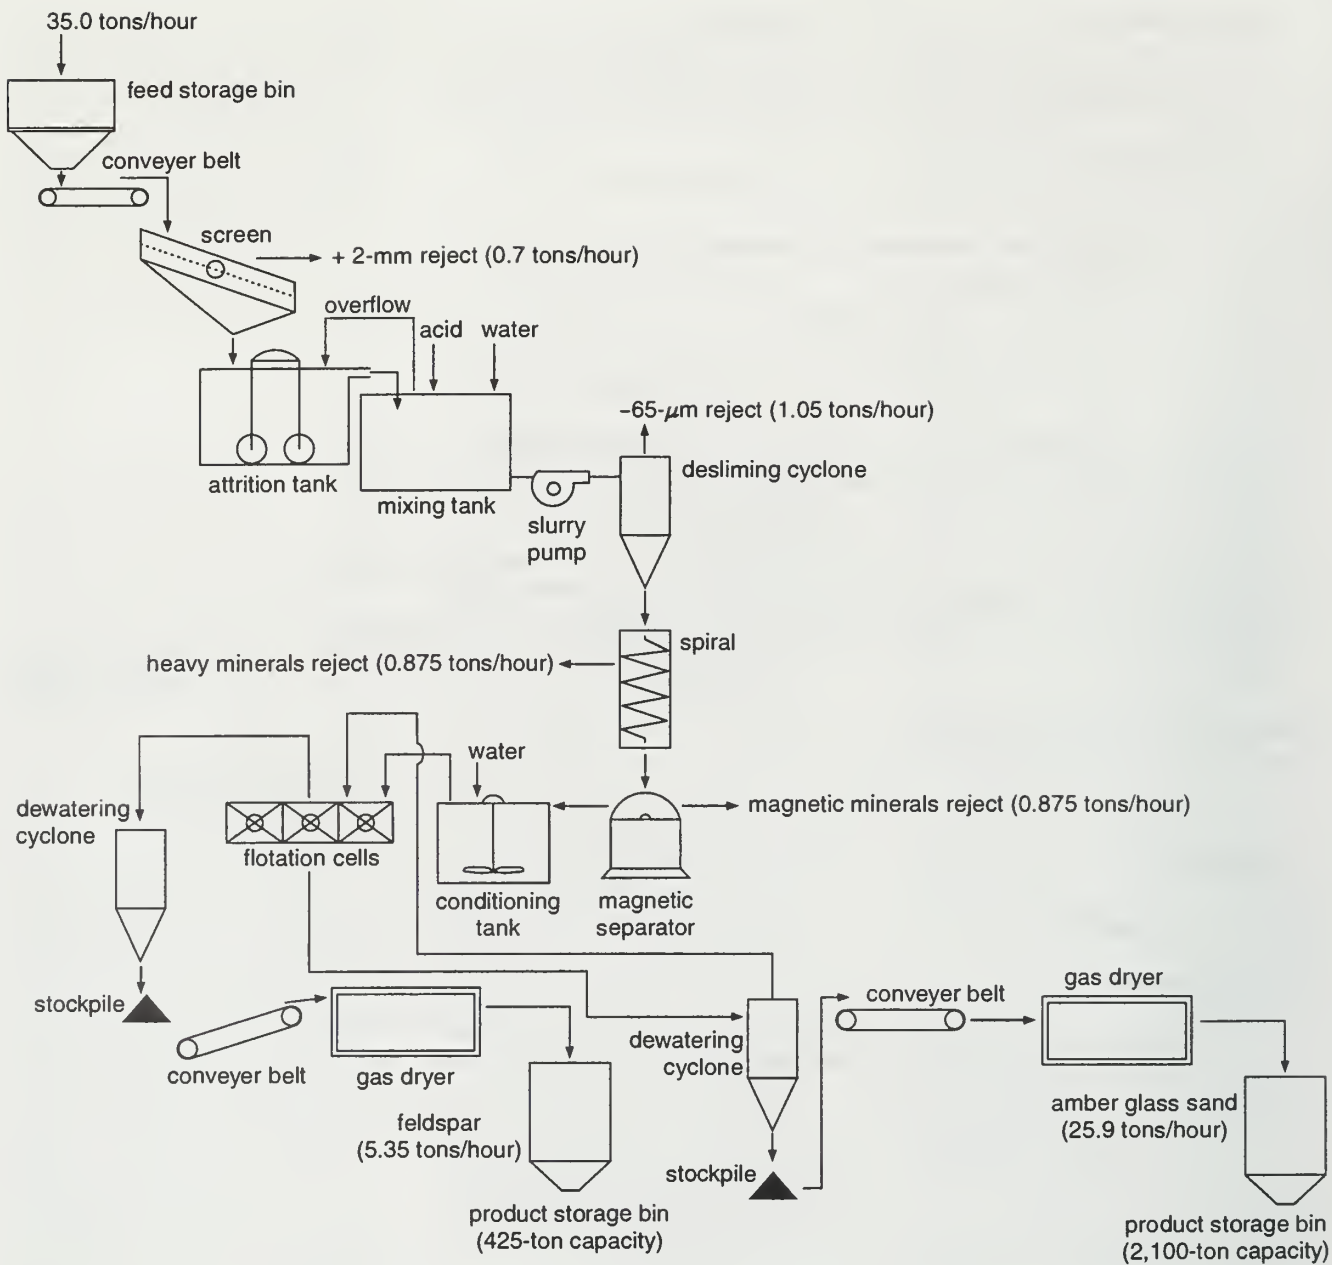 35.0 tons/hour
feed storage bin
conveyer belt
screen
+ 2-mm reject (0.7 tons/hour)
overflow
acid
water
–65-μm reject (1.05 tons/hour)
desliming cyclone
attrition tank
mixing tank
slurry
pump
spiral
heavy minerals reject (0.875 tons/hour)
water
magnetic minerals reject (0.875 tons/hour)
dewatering
cyclone
flotation cells
conditioning
tank
magnetic
separator
stockpile
conveyer belt
gas dryer
feldspar
(5.35 tons/hour)
product storage bin
(425-ton capacity)
dewatering
cyclone
stockpile
conveyer belt
gas dryer
amber glass sand
(25.9 tons/hour)
product storage bin
(2,100-ton capacity)